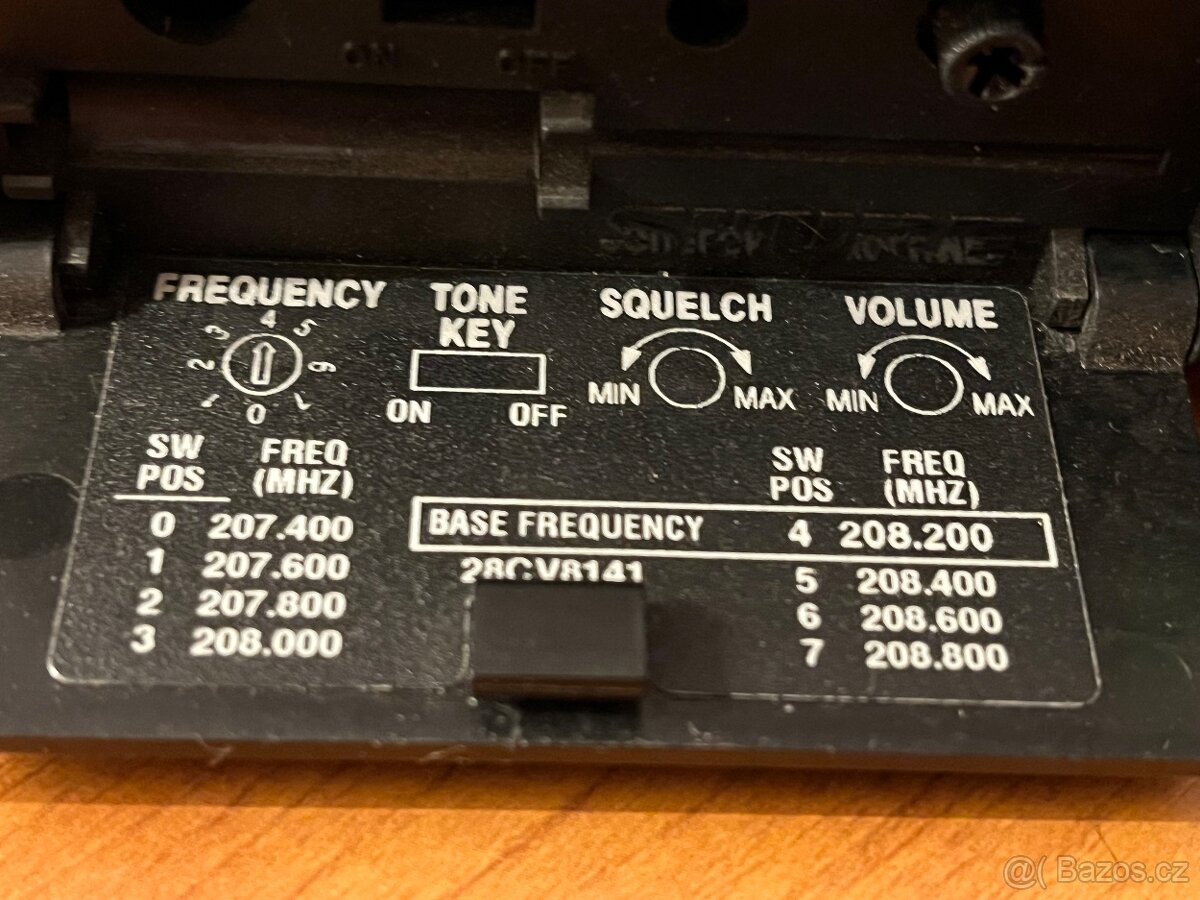 ON OFF
FREQUENCY TONE KEY SQUELCH VOLUME
0 1 2 3 4 5 6 7
ON OFF
MIN MAX
MIN MAX
SW POS FREQ (MHZ)
0 207.400
1 207.600
2 207.800
3 208.000
SW POS FREQ (MHZ)
BASE FREQUENCY 4 208.200
28CV8141
5 208.400
6 208.600
7 208.800
@( Bazos.cz